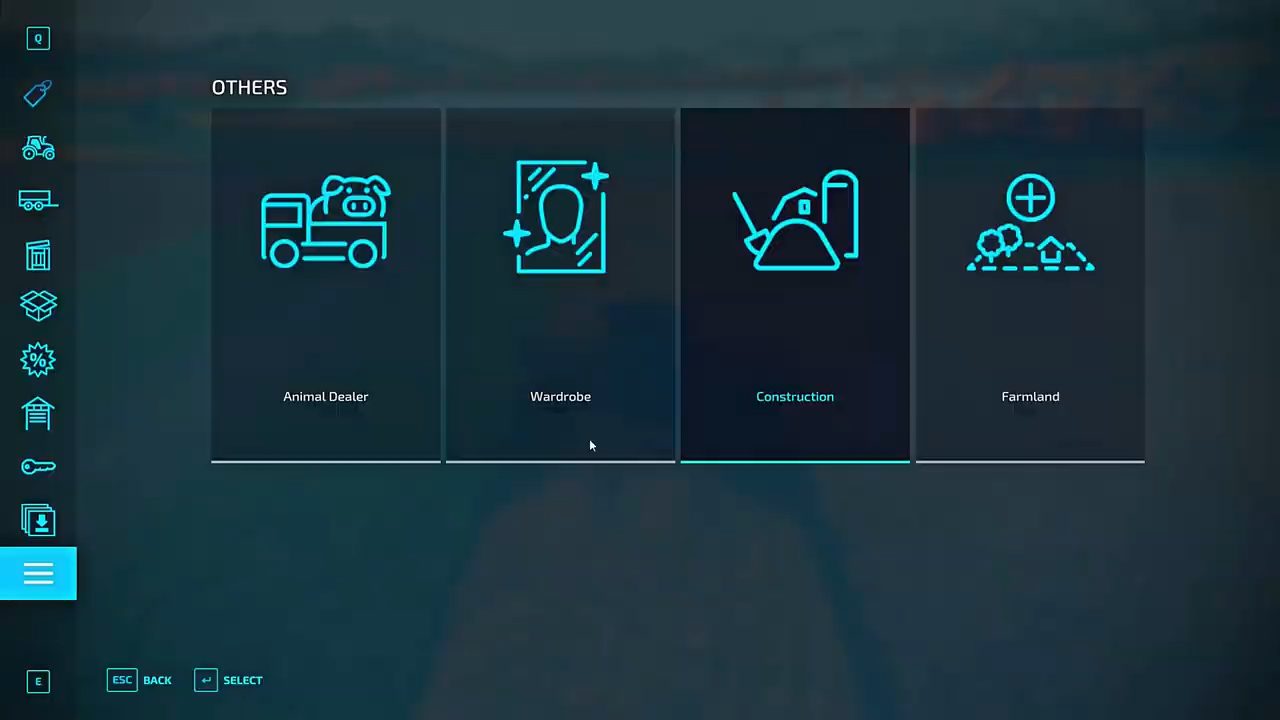 Q
OTHERS
%
Animal Dealer
Wardrobe
Construction
Farmland
E
ESC BACK SELECT